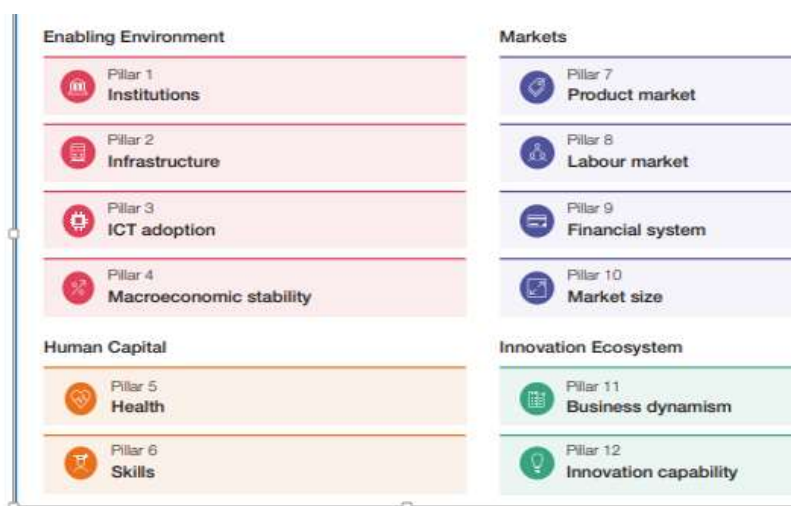 Enabling Environment
Pillar 1
Institutions
Pillar 2
Infrastructure
Pillar 3
ICT adoption
Pillar 4
Macroeconomic stability
Human Capital
Pillar 5
Health
Pillar 6
Skills
Markets
Pillar 7
Product market
Pillar 8
Labour market
Pillar 9
Financial system
Pillar 10
Market size
Innovation Ecosystem
Pillar 11
Business dynamism
Pillar 12
Innovation capability